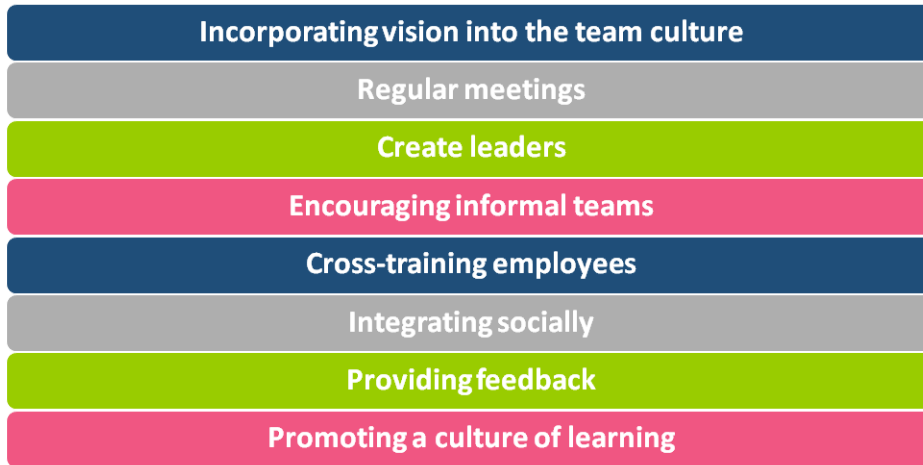 Incorporating vision into the team culture
Regular meetings
Create leaders
Encouraging informal teams
Cross-training employees
Integrating socially
Providing feedback
Promoting a culture of learning